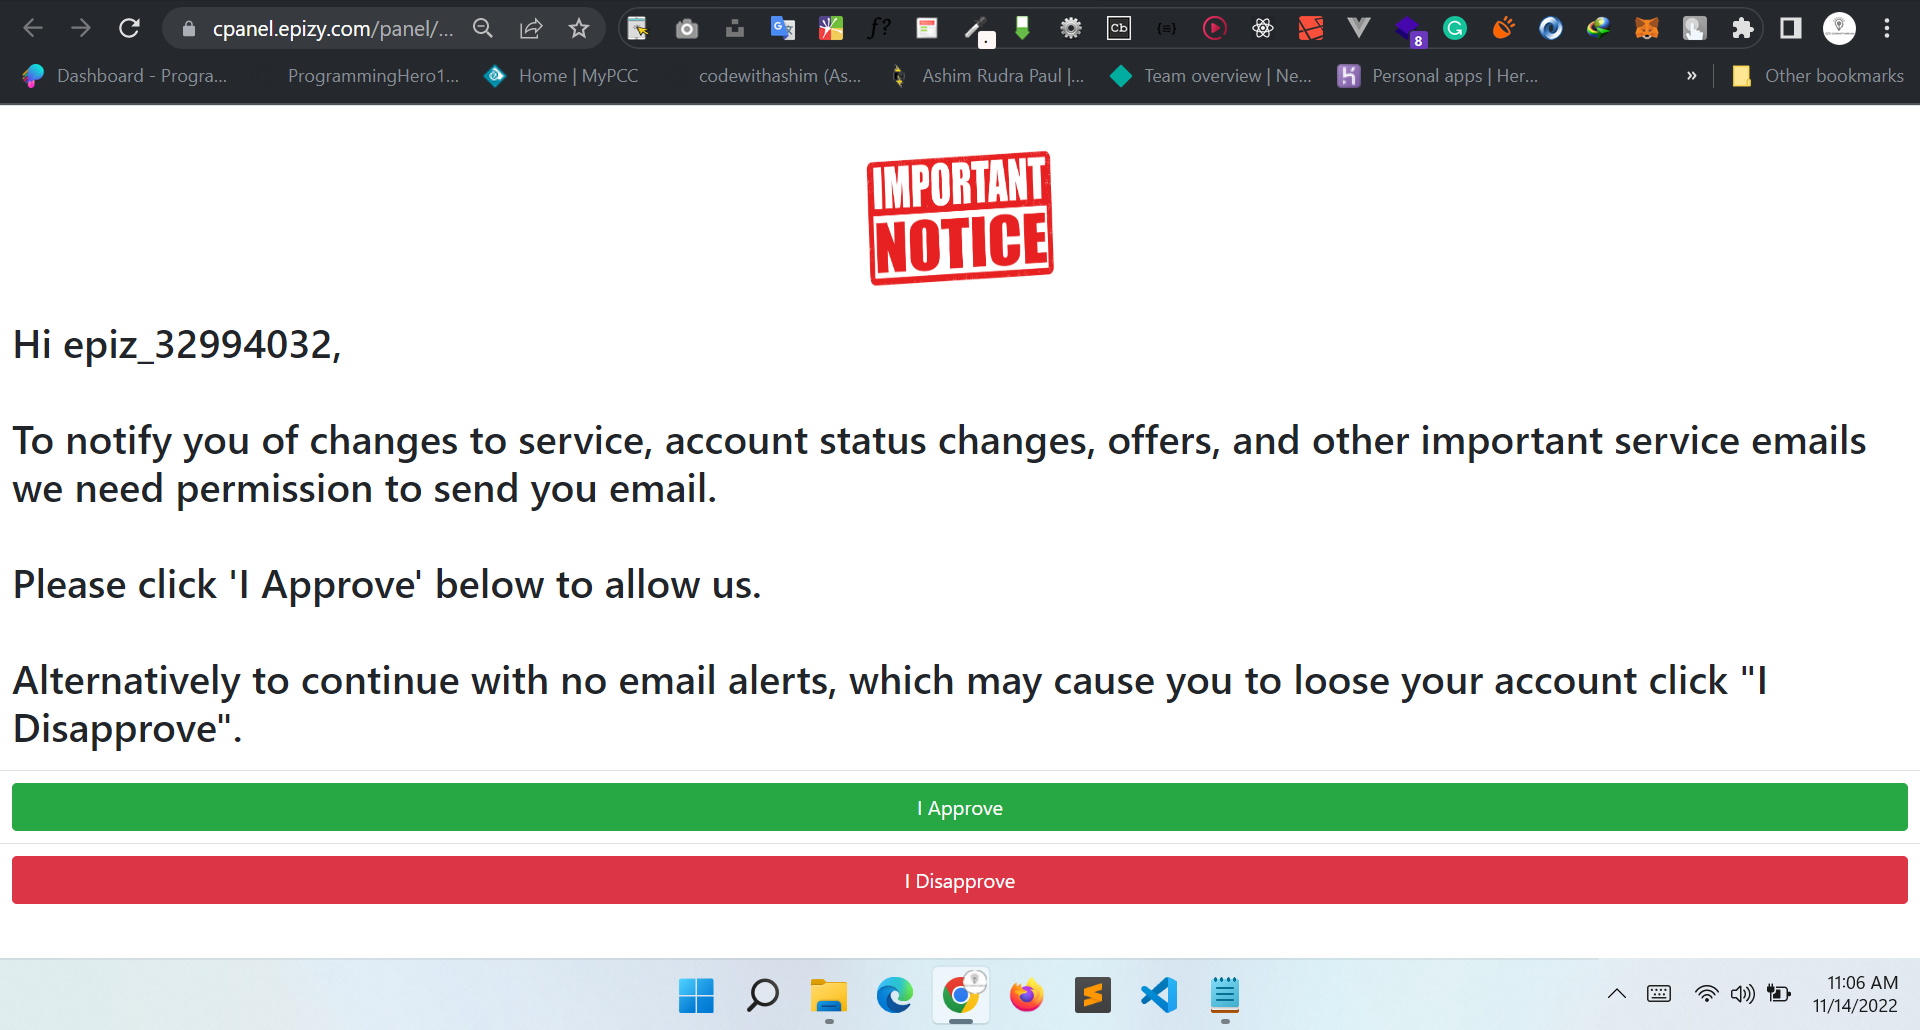 cpanel.epizy.com/panel/...
f?
Cb
{≡}
8
Dashboard - Progra...
ProgrammingHero1...
Home | MyPCC
codewithashim (As...
Ashim Rudra Paul |...
Team overview | Ne...
Personal apps | Her...
»
Other bookmarks
IMPORTANT
NOTICE
Hi epiz_32994032,
To notify you of changes to service, account status changes, offers, and other important service emails
we need permission to send you email.
Please click 'I Approve' below to allow us.
Alternatively to continue with no email alerts, which may cause you to loose your account click "I
Disapprove".
I Approve
I Disapprove
11:06 AM
11/14/2022